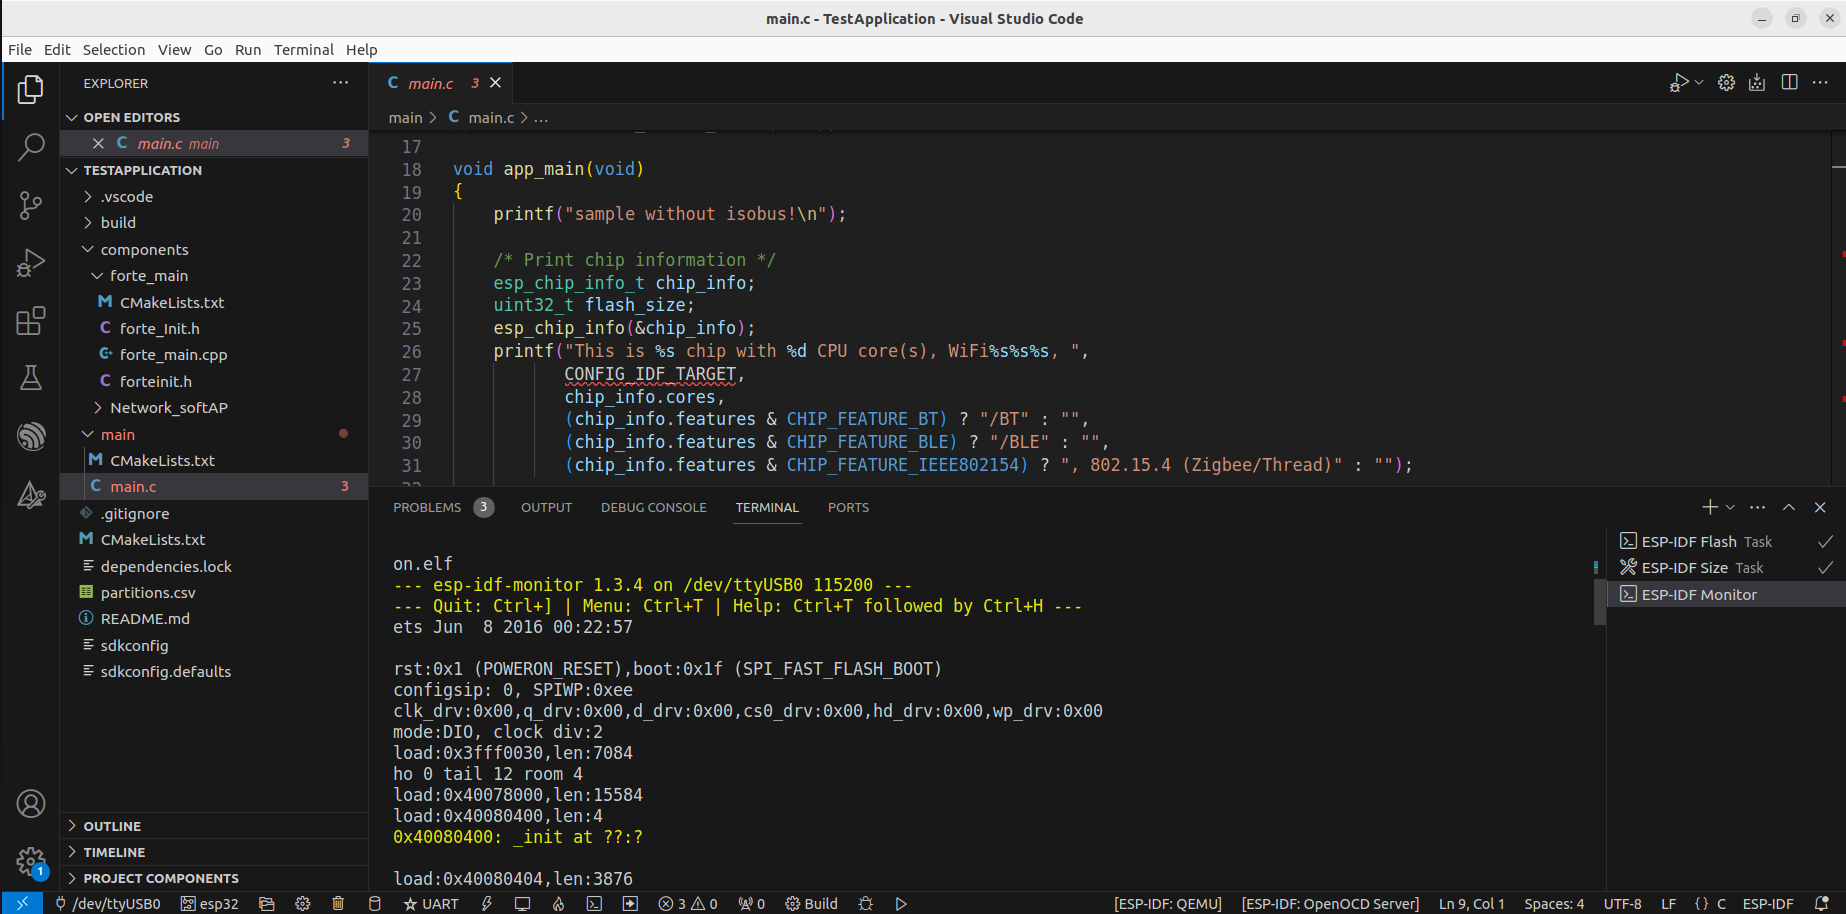 main.c - TestApplication - Visual Studio Code
File Edit Selection View Go Run Terminal Help
EXPLORER
OPEN EDITORS
main.c main 3
TESTAPPLICATION
.vscode
build
components
forte_main
CMakeLists.txt
forte_Init.h
forte_main.cpp
forteinit.h
Network_softAP
main
CMakeLists.txt
main.c 3
.gitignore
CMakeLists.txt
dependencies.lock
partitions.csv
README.md
sdkconfig
sdkconfig.defaults
OUTLINE
TIMELINE
PROJECT COMPONENTS
main.c 3
main > C main.c > ...
17
18 void app_main(void)
19 {
20 printf("sample without isobus!\n");
21
22 /* Print chip information */
23 esp_chip_info_t chip_info;
24 uint32_t flash_size;
25 esp_chip_info(&chip_info);
26 printf("This is %s chip with %d CPU core(s), WiFi%s%s%s, ",
27 CONFIG_IDF_TARGET,
28 chip_info.cores,
29 (chip_info.features & CHIP_FEATURE_BT) ? "/BT" : "",
30 (chip_info.features & CHIP_FEATURE_BLE) ? "/BLE" : "",
31 (chip_info.features & CHIP_FEATURE_IEEE802154) ? ", 802.15.4 (Zigbee/Thread)" : "");
PROBLEMS 3 OUTPUT DEBUG CONSOLE TERMINAL PORTS
on.elf
--- esp-idf-monitor 1.3.4 on /dev/ttyUSB0 115200 ---
--- Quit: Ctrl+] | Menu: Ctrl+T | Help: Ctrl+T followed by Ctrl+H ---
ets Jun  8 2016 00:22:57
rst:0x1 (POWERON_RESET),boot:0x1f (SPI_FAST_FLASH_BOOT)
configsip: 0, SPIWP:0xee
clk_drv:0x00,q_drv:0x00,d_drv:0x00,cs0_drv:0x00,hd_drv:0x00,wp_drv:0x00
mode:DIO, clock div:2
load:0x3fff0030,len:7084
ho 0 tail 12 room 4
load:0x40078000,len:15584
load:0x40080400,len:4
0x40080400: _init at ??:?
load:0x40080404,len:3876
ESP-IDF Flash Task
ESP-IDF Size Task
ESP-IDF Monitor
1
/dev/ttyUSB0 esp32 UART 3 0 0 Build [ESP-IDF: QEMU] [ESP-IDF: OpenOCD Server] Ln 9, Col 1 Spaces: 4 UTF-8 LF { } C ESP-IDF